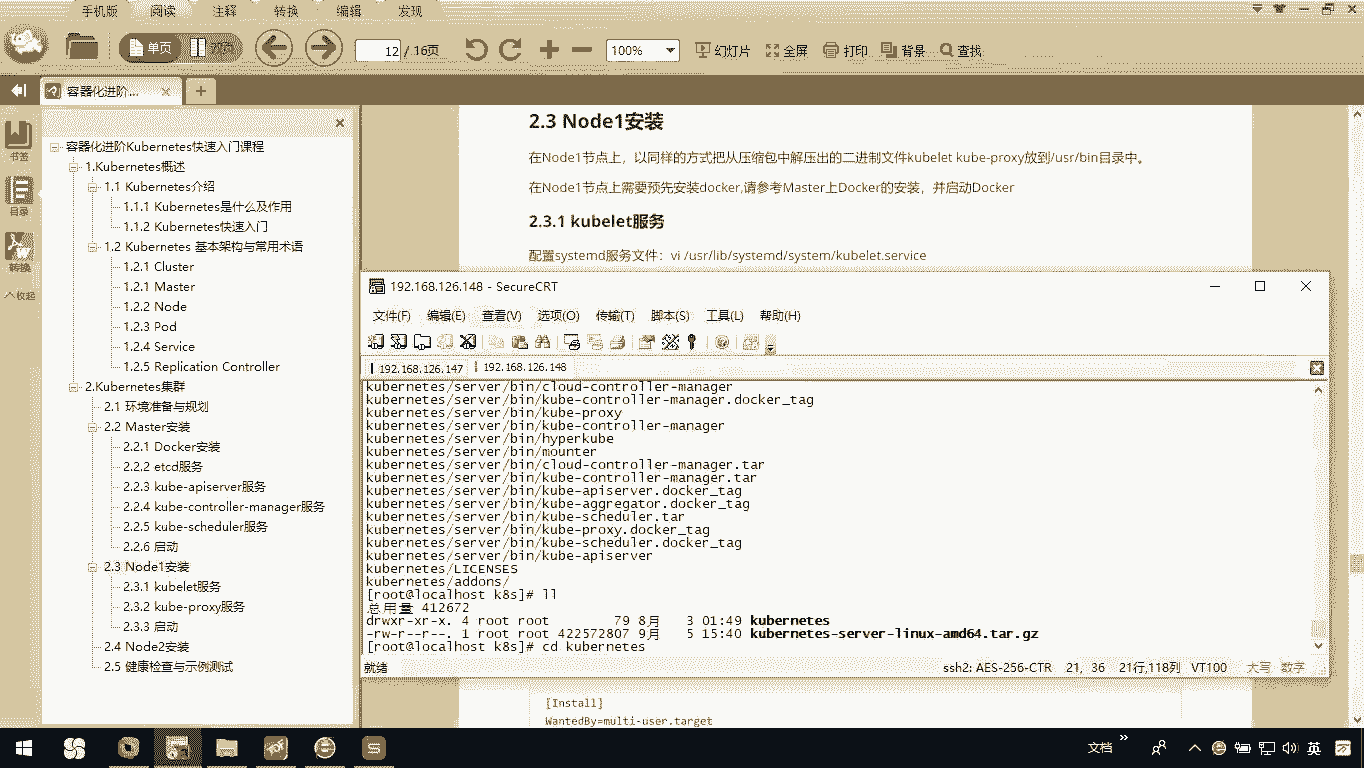 手机版 阅读 注释 转换 编辑 发现
单页 双页 12 / 16页 100% 幻灯片 全屏 打印 背景 查找
容器化进阶...
书签
目录
转换
收起
容器化进阶Kubernetes快速入门课程
1.Kubernetes概述
1.1 Kubernetes介绍
1.1.1 Kubernetes是什么及作用
1.1.2 Kubernetes快速入门
1.2 Kubernetes 基本架构与常用术语
1.2.1 Cluster
1.2.1 Master
1.2.2 Node
1.2.3 Pod
1.2.4 Service
1.2.5 Replication Controller
2.Kubernetes集群
2.1 环境准备与规划
2.2 Master安装
2.2.1 Docker安装
2.2.2 etcd服务
2.2.3 kube-apiserver服务
2.2.4 kube-controller-manager服务
2.2.5 kube-scheduler服务
2.2.6 启动
2.3 Node1安装
2.3.1 kubelet服务
2.3.2 kube-proxy服务
2.3.3 启动
2.4 Node2安装
2.5 健康检查与示例测试
2.3 Node1安装
在Node1节点上，以同样的方式把从压缩包中解压出的二进制文件kubelet kube-proxy放到/usr/bin目录中。
在Node1节点上需要预先安装docker,请参考Master上Docker的安装，并启动Docker
2.3.1 kubelet服务
配置systemd服务文件：vi /usr/lib/systemd/system/kubelet.service
192.168.126.148 - SecureCRT
文件(F) 编辑(E) 查看(V) 选项(O) 传输(T) 脚本(S) 工具(L) 帮助(H)
192.168.126.147 192.168.126.148
kubernetes/server/bin/cloud-controller-manager
kubernetes/server/bin/kube-controller-manager.docker_tag
kubernetes/server/bin/kube-proxy
kubernetes/server/bin/kube-controller-manager
kubernetes/server/bin/hyperkube
kubernetes/server/bin/mounter
kubernetes/server/bin/cloud-controller-manager.tar
kubernetes/server/bin/kube-controller-manager.tar
kubernetes/server/bin/kube-apiserver.docker_tag
kubernetes/server/bin/kube-aggregator.docker_tag
kubernetes/server/bin/kube-scheduler.tar
kubernetes/server/bin/kube-proxy.docker_tag
kubernetes/server/bin/kube-scheduler.docker_tag
kubernetes/server/bin/kube-apiserver
kubernetes/LICENSES
kubernetes/addons/
[root@localhost k8s]# ll
总用量 412672
drwxr-xr-x. 4 root root 79 8月 3 01:49 kubernetes
-rw-r--r--. 1 root root 422572807 9月 5 15:40 kubernetes-server-linux-amd64.tar.gz
[root@localhost k8s]# cd kubernetes
就绪 ssh2: AES-256-CTR 21, 36 21行,118列 VT100 大写 数字
[Install]
WantedBy=multi-user.target
文档 英